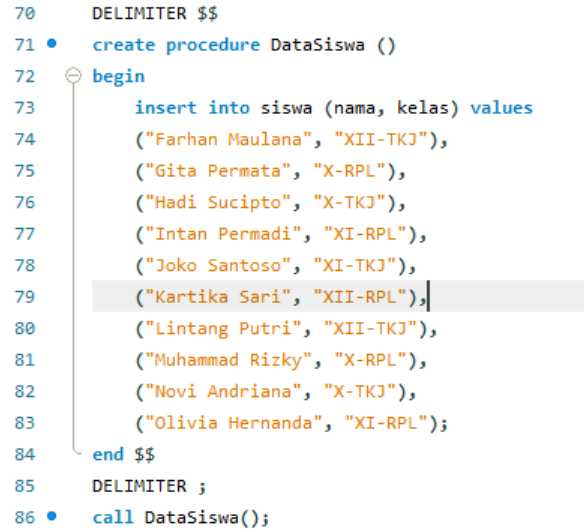 70 DELIMITER $$
71 create procedure DataSiswa ()
72 begin
73 insert into siswa (nama, kelas) values
74 ("Farhan Maulana", "XII-TKJ"),
75 ("Gita Permata", "X-RPL"),
76 ("Hadi Sucipto", "X-TKJ"),
77 ("Intan Permadi", "XI-RPL"),
78 ("Joko Santoso", "XI-TKJ"),
79 ("Kartika Sari", "XII-RPL"),
80 ("Lintang Putri", "XII-TKJ"),
81 ("Muhammad Rizky", "X-RPL"),
82 ("Novi Andriana", "X-TKJ"),
83 ("Olivia Hernanda", "XI-RPL");
84 end $$
85 DELIMITER ;
86 call DataSiswa();